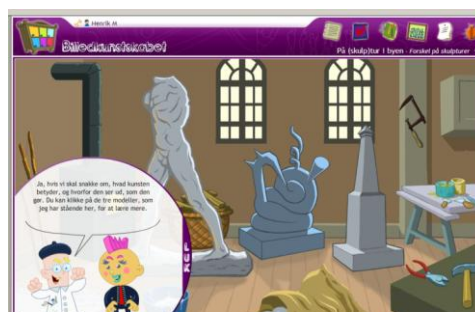 Henrik M
Billedkunstskabet
På (skulp)tur i byen - Forskel på skulpturer
Ja, hvis vi skal snakke om, hvad kunsten
betyder, og hvorfor den ser ud, som den
gør. Du kan klikke på de tre modeller, som
jeg har stående her, for at lære mere.